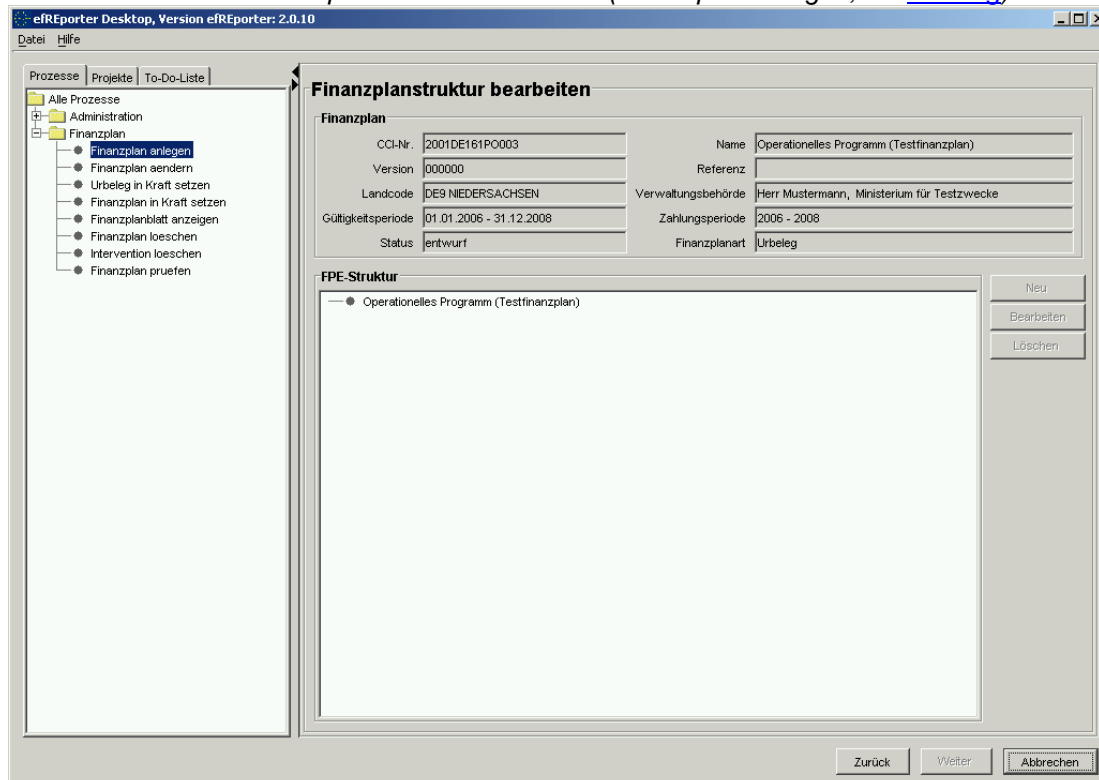 efREporter Desktop, Version efREporter: 2.0.10
Datei Hilfe
Prozesse Projekte To-Do-Liste
Alle Prozesse
Administration
Finanzplan
Finanzplan anlegen
Finanzplan aendern
Urbeleg in Kraft setzen
Finanzplan in Kraft setzen
Finanzplanblatt anzeigen
Finanzplan loeschen
Intervention loeschen
Finanzplan pruefen
Finanzplanstruktur bearbeiten
Finanzplan
CCI-Nr. 2001DE161PO003 Name Operationelles Programm (Testfinanzplan)
Version 000000 Referenz
Landcode DE9 NIEDERSACHSEN Verwaltungsbehörde Herr Mustermann, Ministerium für Testzwecke
Gültigkeitsperiode 01.01.2006 - 31.12.2008 Zahlungsperiode 2006 - 2008
Status entwurf Finanzplanart Urbeleg
FPE-Struktur
Operationelles Programm (Testfinanzplan)
Neu
Bearbeiten
Löschen
Zurück Weiter Abbrechen